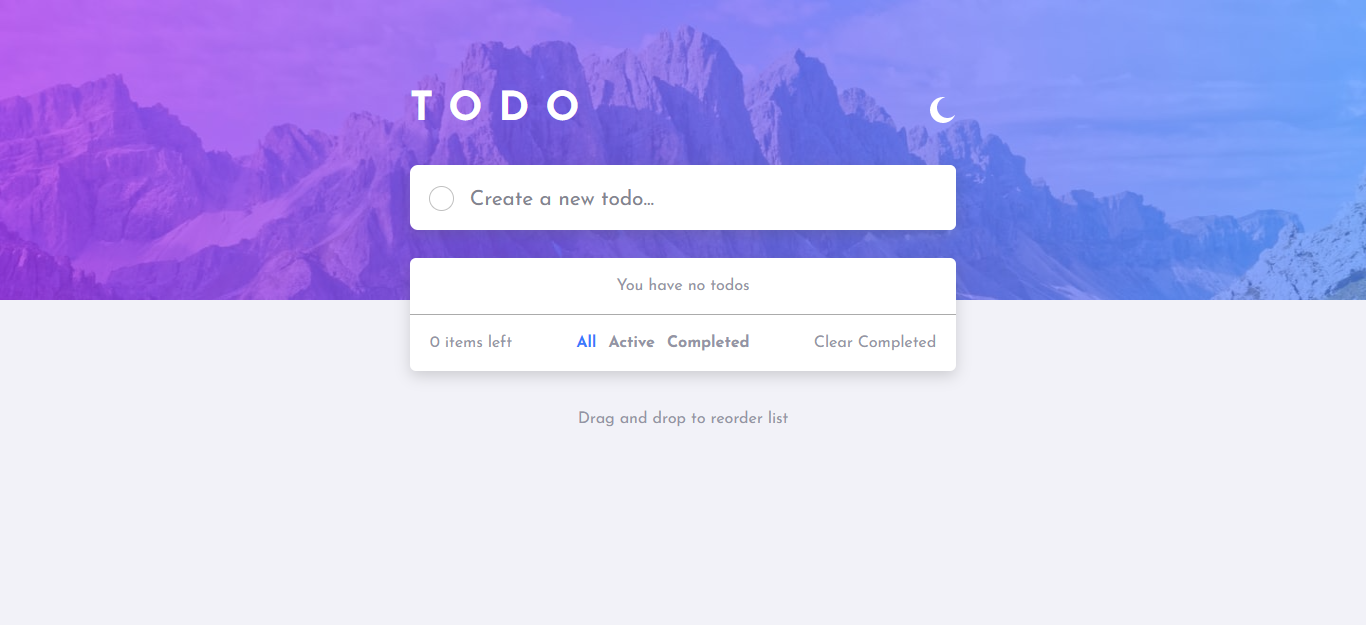 TODO
Create a new todo...
You have no todos
0 items left All Active Completed Clear Completed
Drag and drop to reorder list